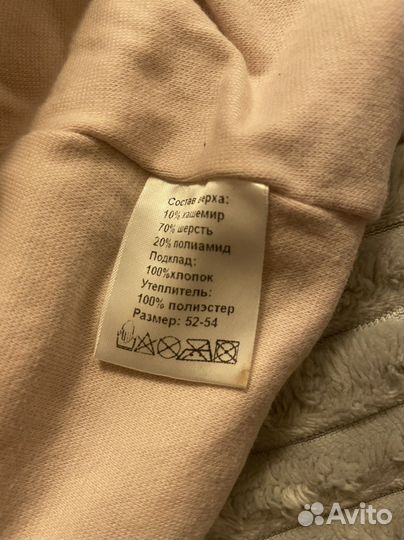 Состав верха:
10% кашемир
70% шерсть
20% полиамид
Подклад:
100%хлопок
Утеплитель:
100% полиэстер
Размер: 52-54
Avito